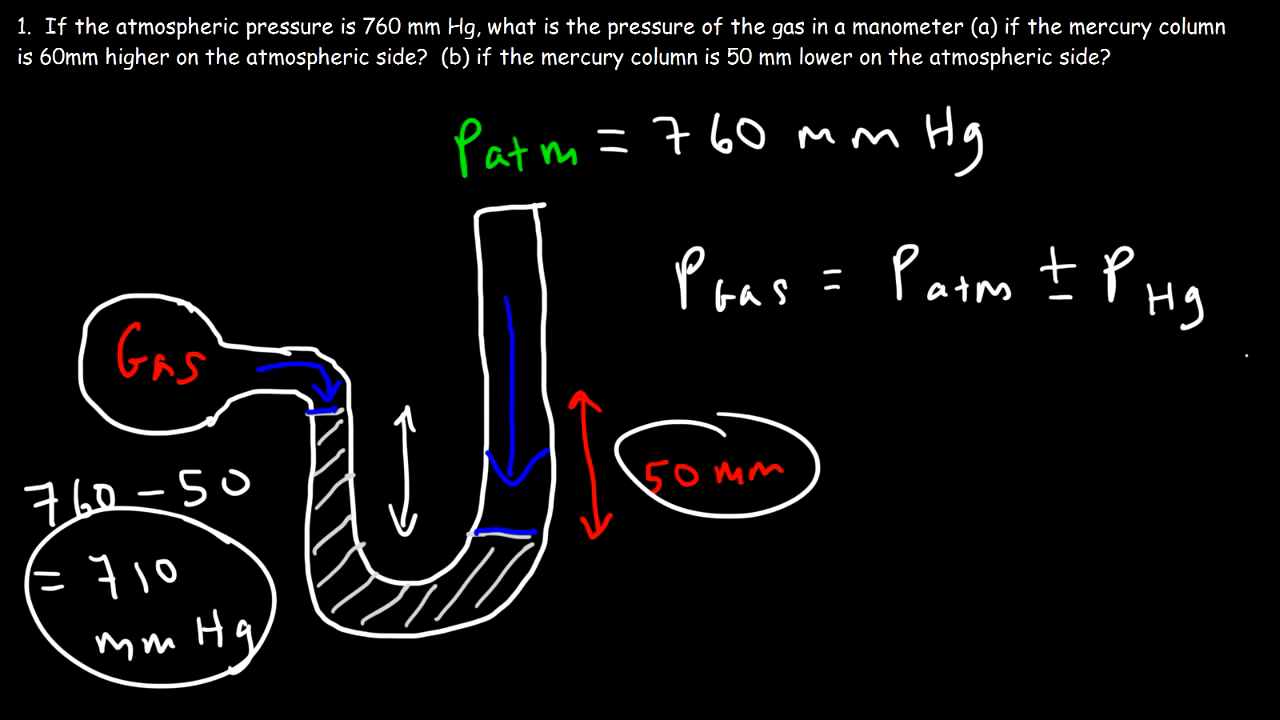 1. If the atmospheric pressure is 760 mm Hg, what is the pressure of the gas in a manometer (a) if the mercury column
is 60mm higher on the atmospheric side? (b) if the mercury column is 50 mm lower on the atmospheric side?
Patm = 760 mm Hg
PGas = Patm ± PHg
Gas
50 mm
760 - 50
= 710
mm Hg